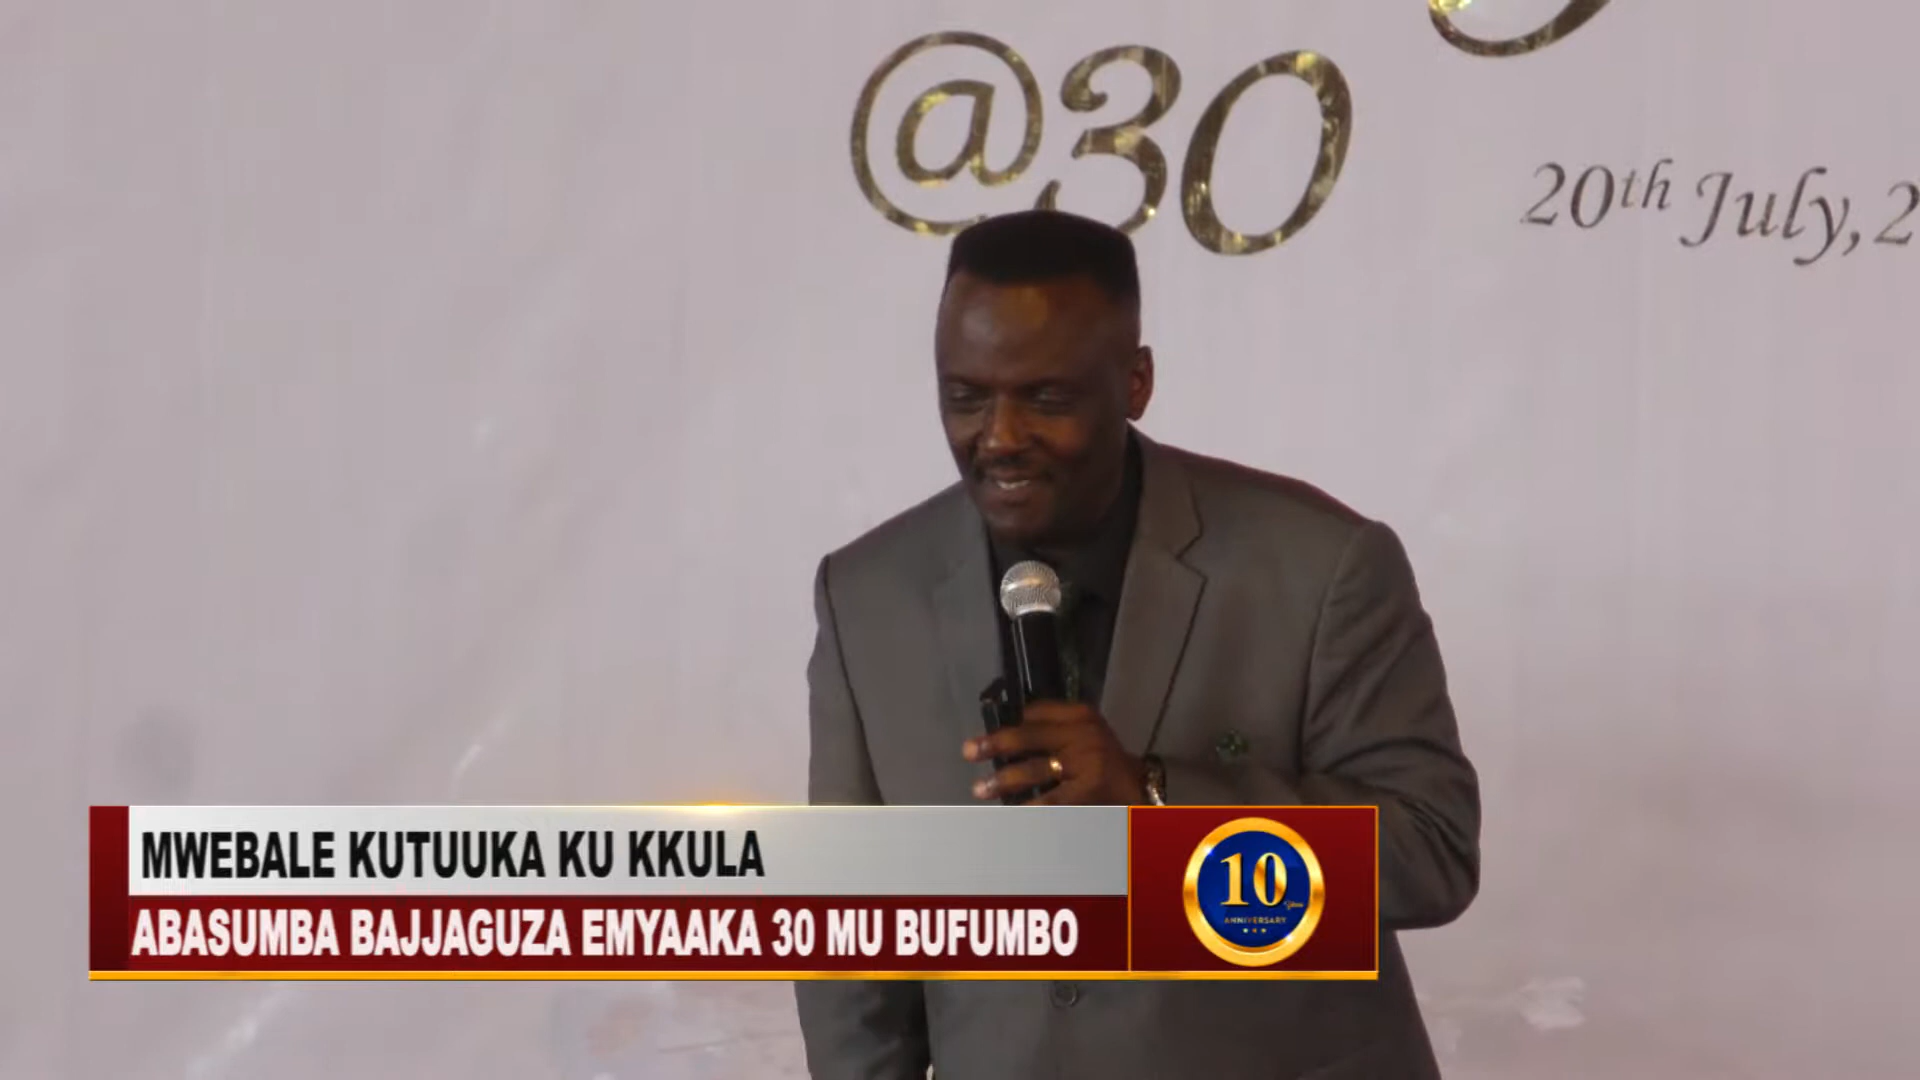 @30
20th July, 2
MWEBALE KUTUUKA KU KKULA
ABASUMBA BAJJAGUZA EMYAAKA 30 MU BUFUMBO
10
ANNIVERSARY